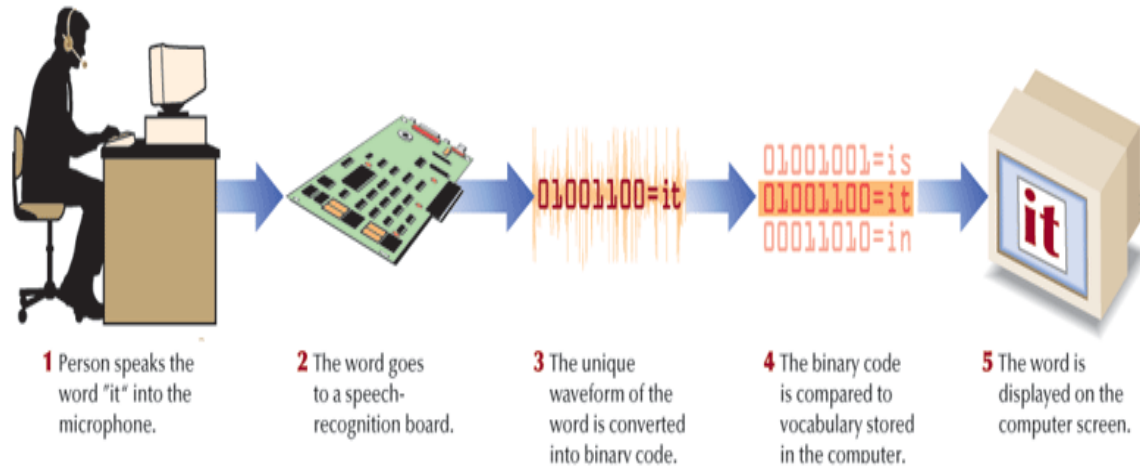 01001100=it
01001001=is
01001100=it
00011010=in
it
1 Person speaks the
word "it" into the
microphone.
2 The word goes
to a speech-
recognition board.
3 The unique
waveform of the
word is converted
into binary code.
4 The binary code
is compared to
vocabulary stored
in the computer.
5 The word is
displayed on the
computer screen.